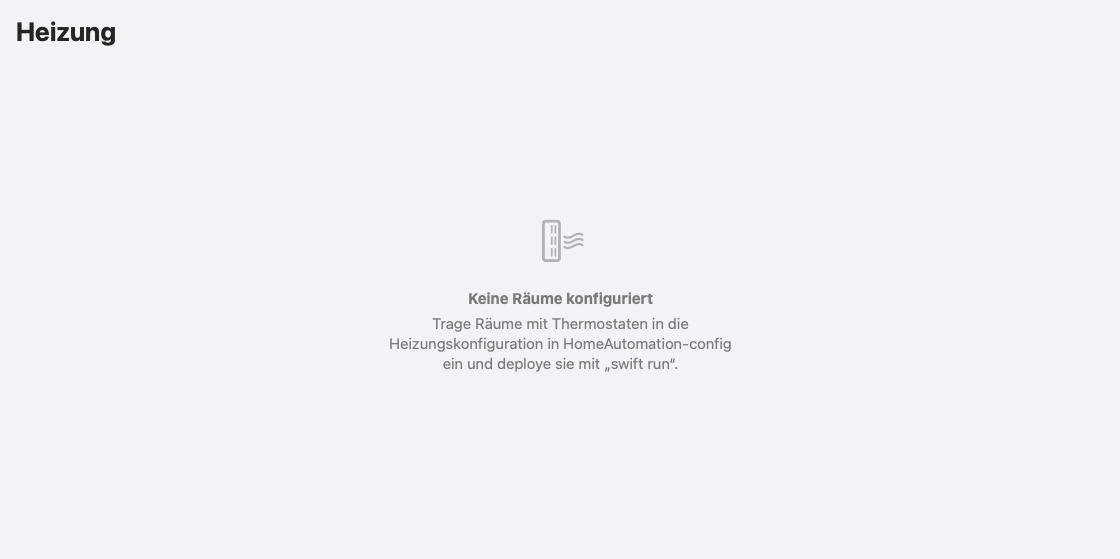 Heizung
Keine Räume konfiguriert
Trage Räume mit Thermostaten in die
Heizungskonfiguration in HomeAutomation-config
ein und deploye sie mit „swift run“.